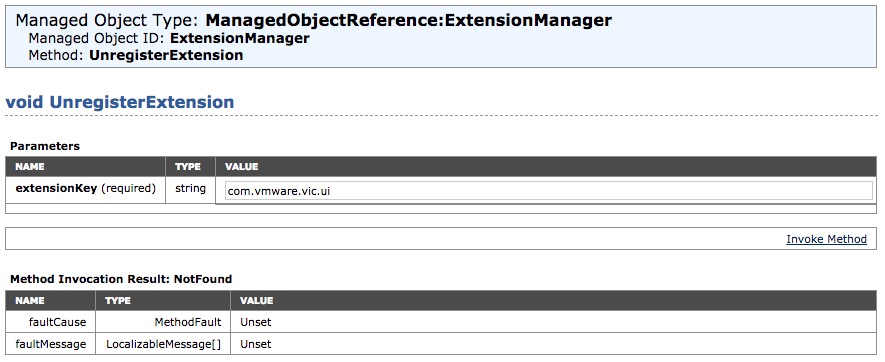 Managed Object Type: ManagedObjectReference:ExtensionManager
Managed Object ID: ExtensionManager
Method: UnregisterExtension
void UnregisterExtension
Parameters
NAME TYPE VALUE
extensionKey (required) string com.vmware.vic.ui
Invoke Method
Method Invocation Result: NotFound
NAME TYPE VALUE
faultCause MethodFault Unset
faultMessage LocalizableMessage[] Unset